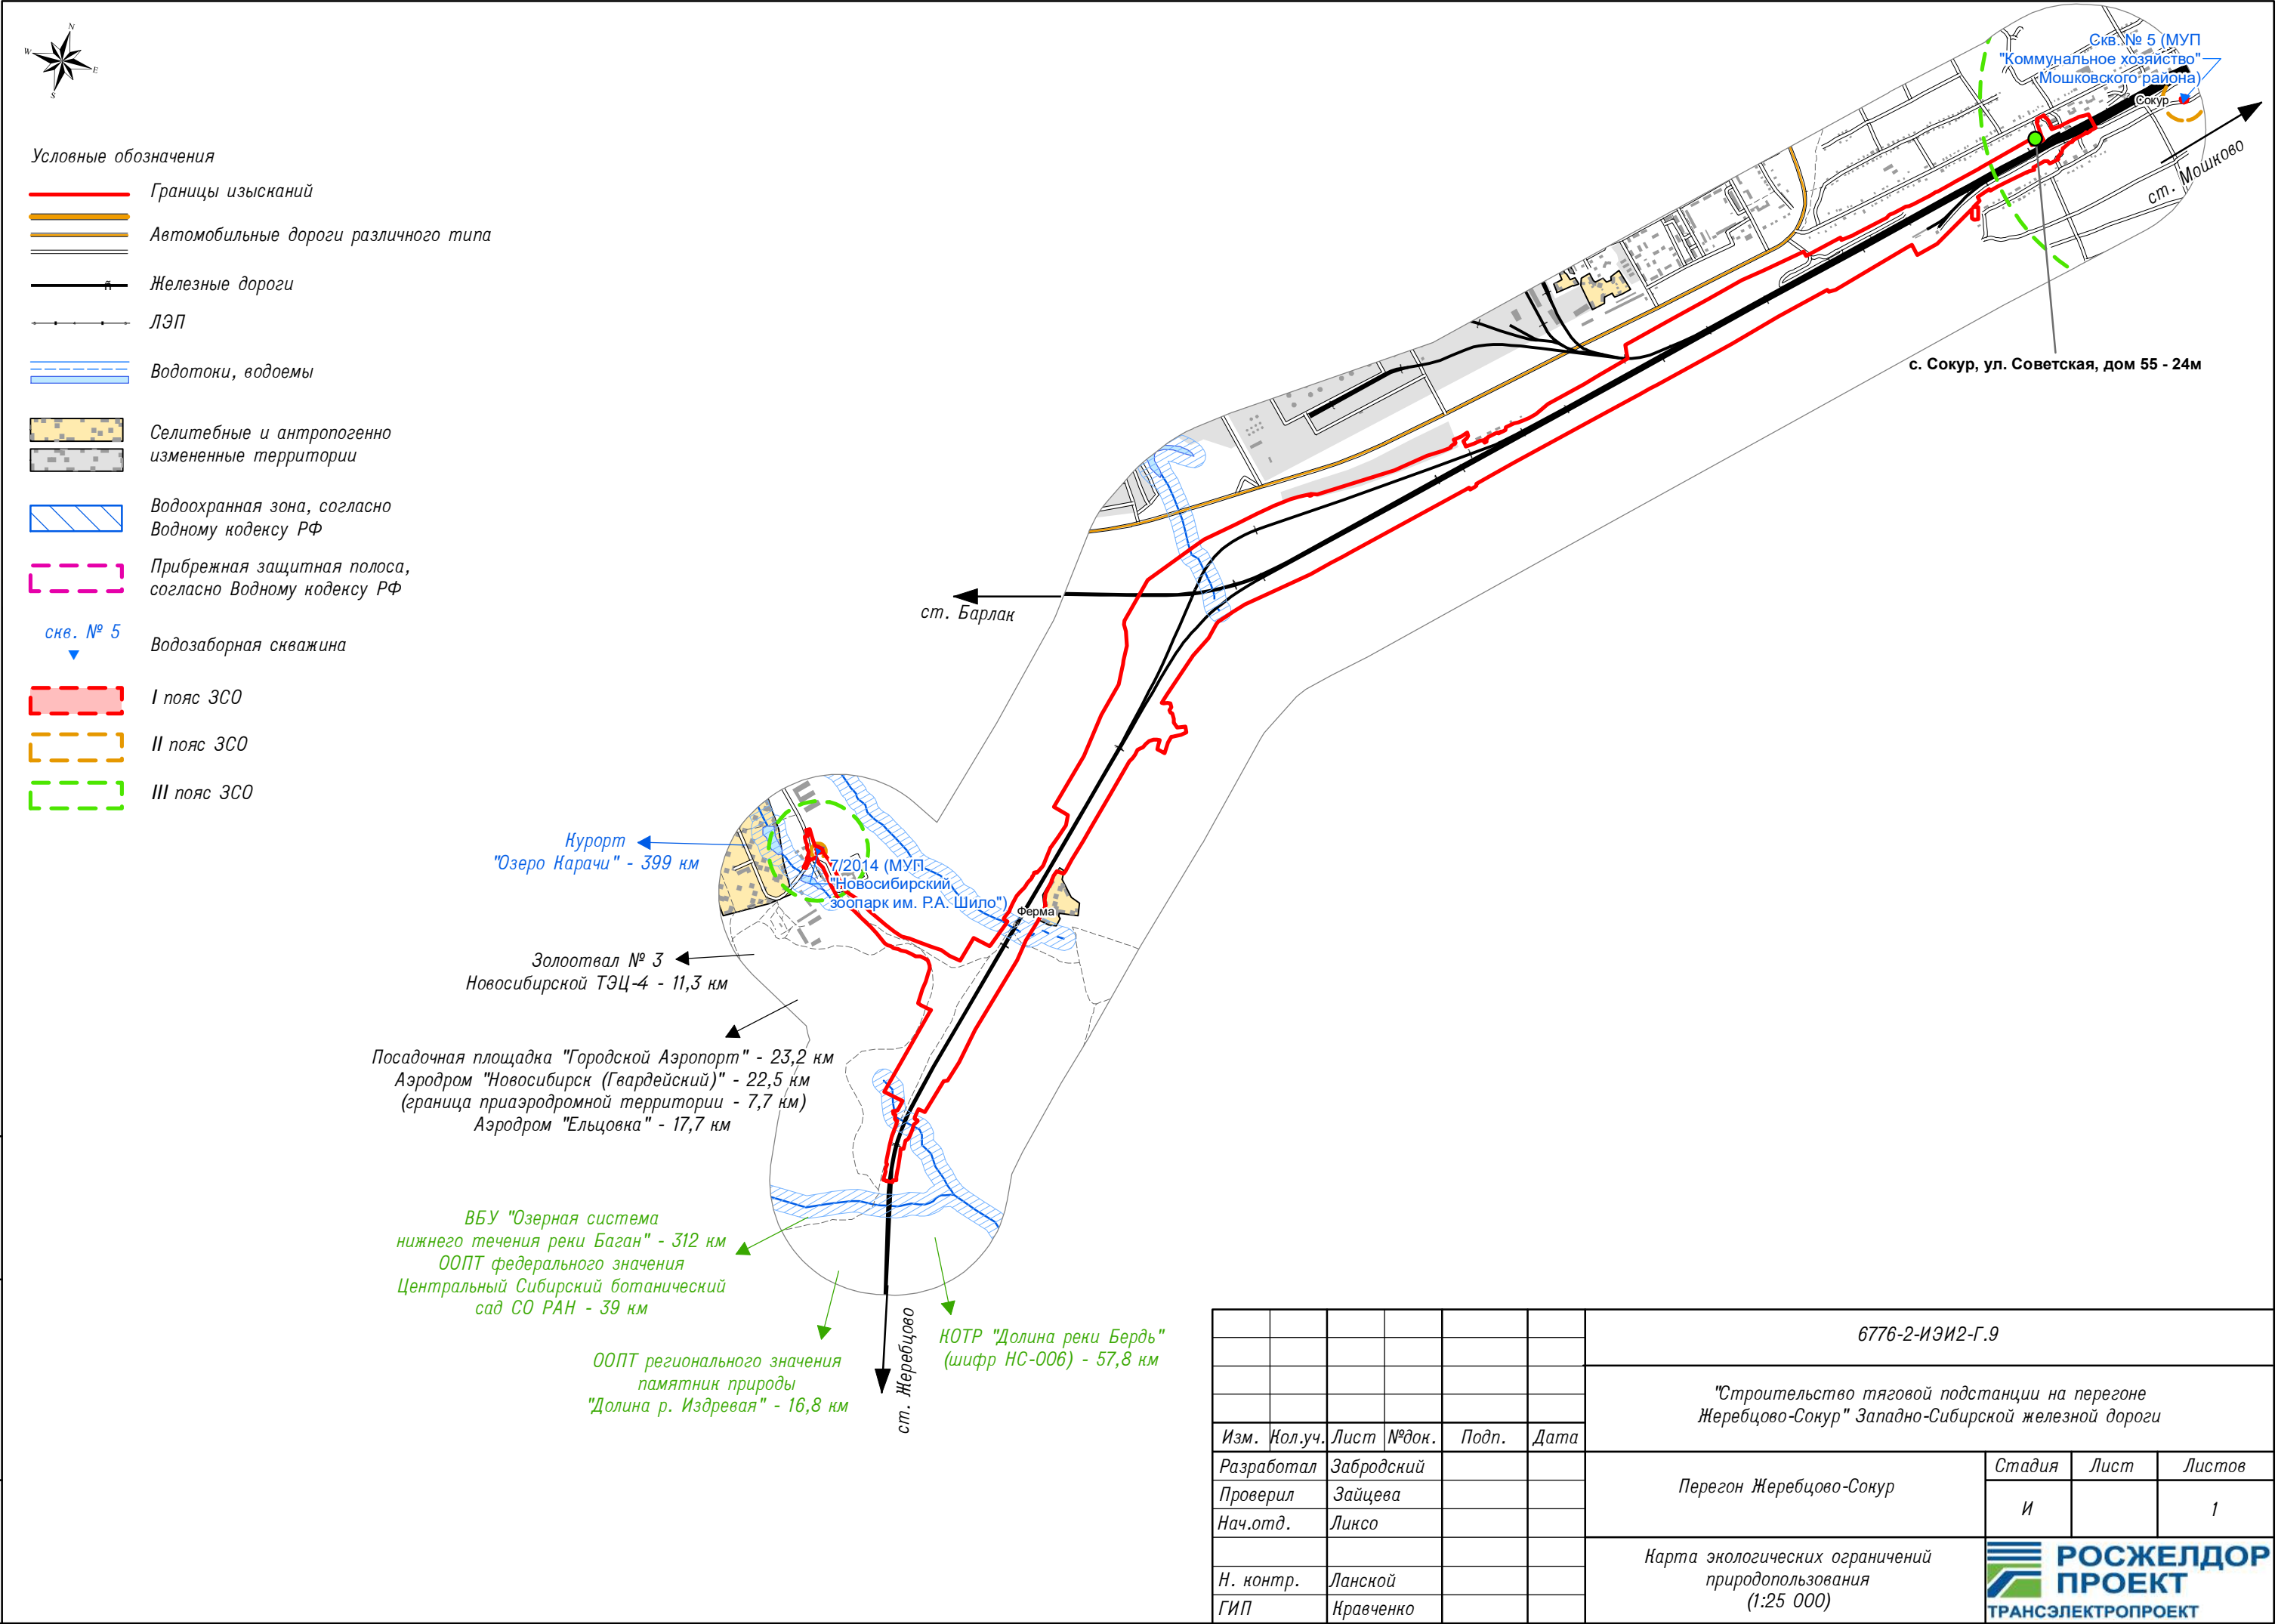 N
W
E
S
Условные обозначения
Границы изысканий
Автомобильные дороги различного типа
Железные дороги
ЛЭП
Водотоки, водоемы
Селитебные и антропогенно
измененные территории
Водоохранная зона, согласно
Водному кодексу РФ
Прибрежная защитная полоса,
согласно Водному кодексу РФ
скв. № 5
Водозаборная скважина
I пояс ЗСО
II пояс ЗСО
III пояс ЗСО
Скв. № 5 (МУП
"Коммунальное хозяйство"
Мошковского района)
Сокур
ст. Мошково
с. Сокур, ул. Советская, дом 55 - 24м
ст. Барлак
Курорт
"Озеро Карачи" - 399 км
7/2014 (МУП
"Новосибирский
зоопарк им. Р.А. Шило")
Ферма
Золоотвал № 3
Новосибирской ТЭЦ-4 - 11,3 км
Посадочная площадка "Городской Аэропорт" - 23,2 км
Аэродром "Новосибирск (Гвардейский)" - 22,5 км
(граница приаэродромной территории - 7,7 км)
Аэродром "Ельцовка" - 17,7 км
ВБУ "Озерная система
нижнего течения реки Баган" - 312 км
ООПТ федерального значения
Центральный Сибирский ботанический
сад СО РАН - 39 км
ООПТ регионального значения
памятник природы
"Долина р. Издревая" - 16,8 км
ст. Жеребцово
КОТР "Долина реки Бердь"
(шифр НС-006) - 57,8 км
6776-2-ИЭИ2-Г.9
"Строительство тяговой подстанции на перегоне
Жеребцово-Сокур" Западно-Сибирской железной дороги
Изм. Кол.уч. Лист №док. Подп. Дата
Разработал Забродский
Проверил Зайцева
Нач.отд. Ликсо
Н. контр. Ланской
ГИП Кравченко
Перегон Жеребцово-Сокур
Стадия Лист Листов
И 1
Карта экологических ограничений
природопользования
(1:25 000)
РОСЖЕЛДОР
ПРОЕКТ
ТРАНСЭЛЕКТРОПРОЕКТ